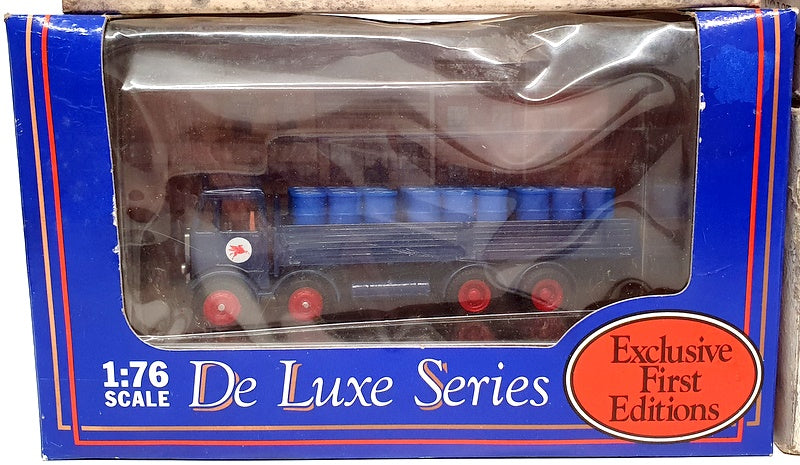 1:76
SCALE
De Luxe Series
Exclusive
First
Editions